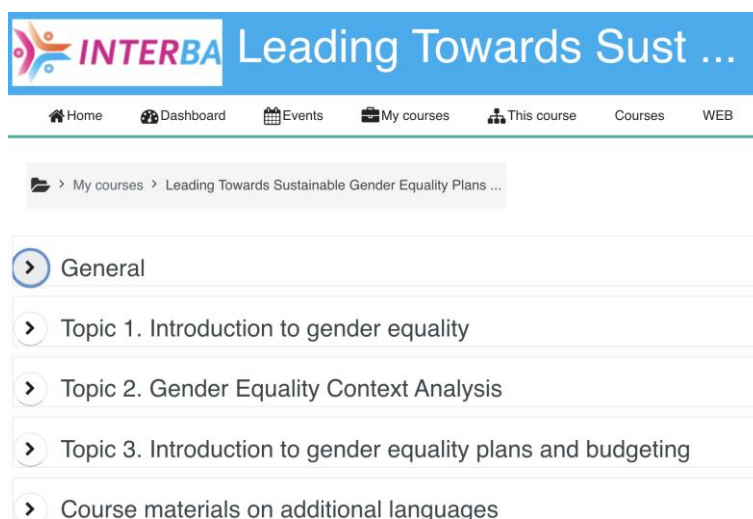 INTERBA Leading Towards Sust ...
Home Dashboard Events My courses This course Courses WEB
My courses > Leading Towards Sustainable Gender Equality Plans ...
General
Topic 1. Introduction to gender equality
Topic 2. Gender Equality Context Analysis
Topic 3. Introduction to gender equality plans and budgeting
Course materials on additional languages